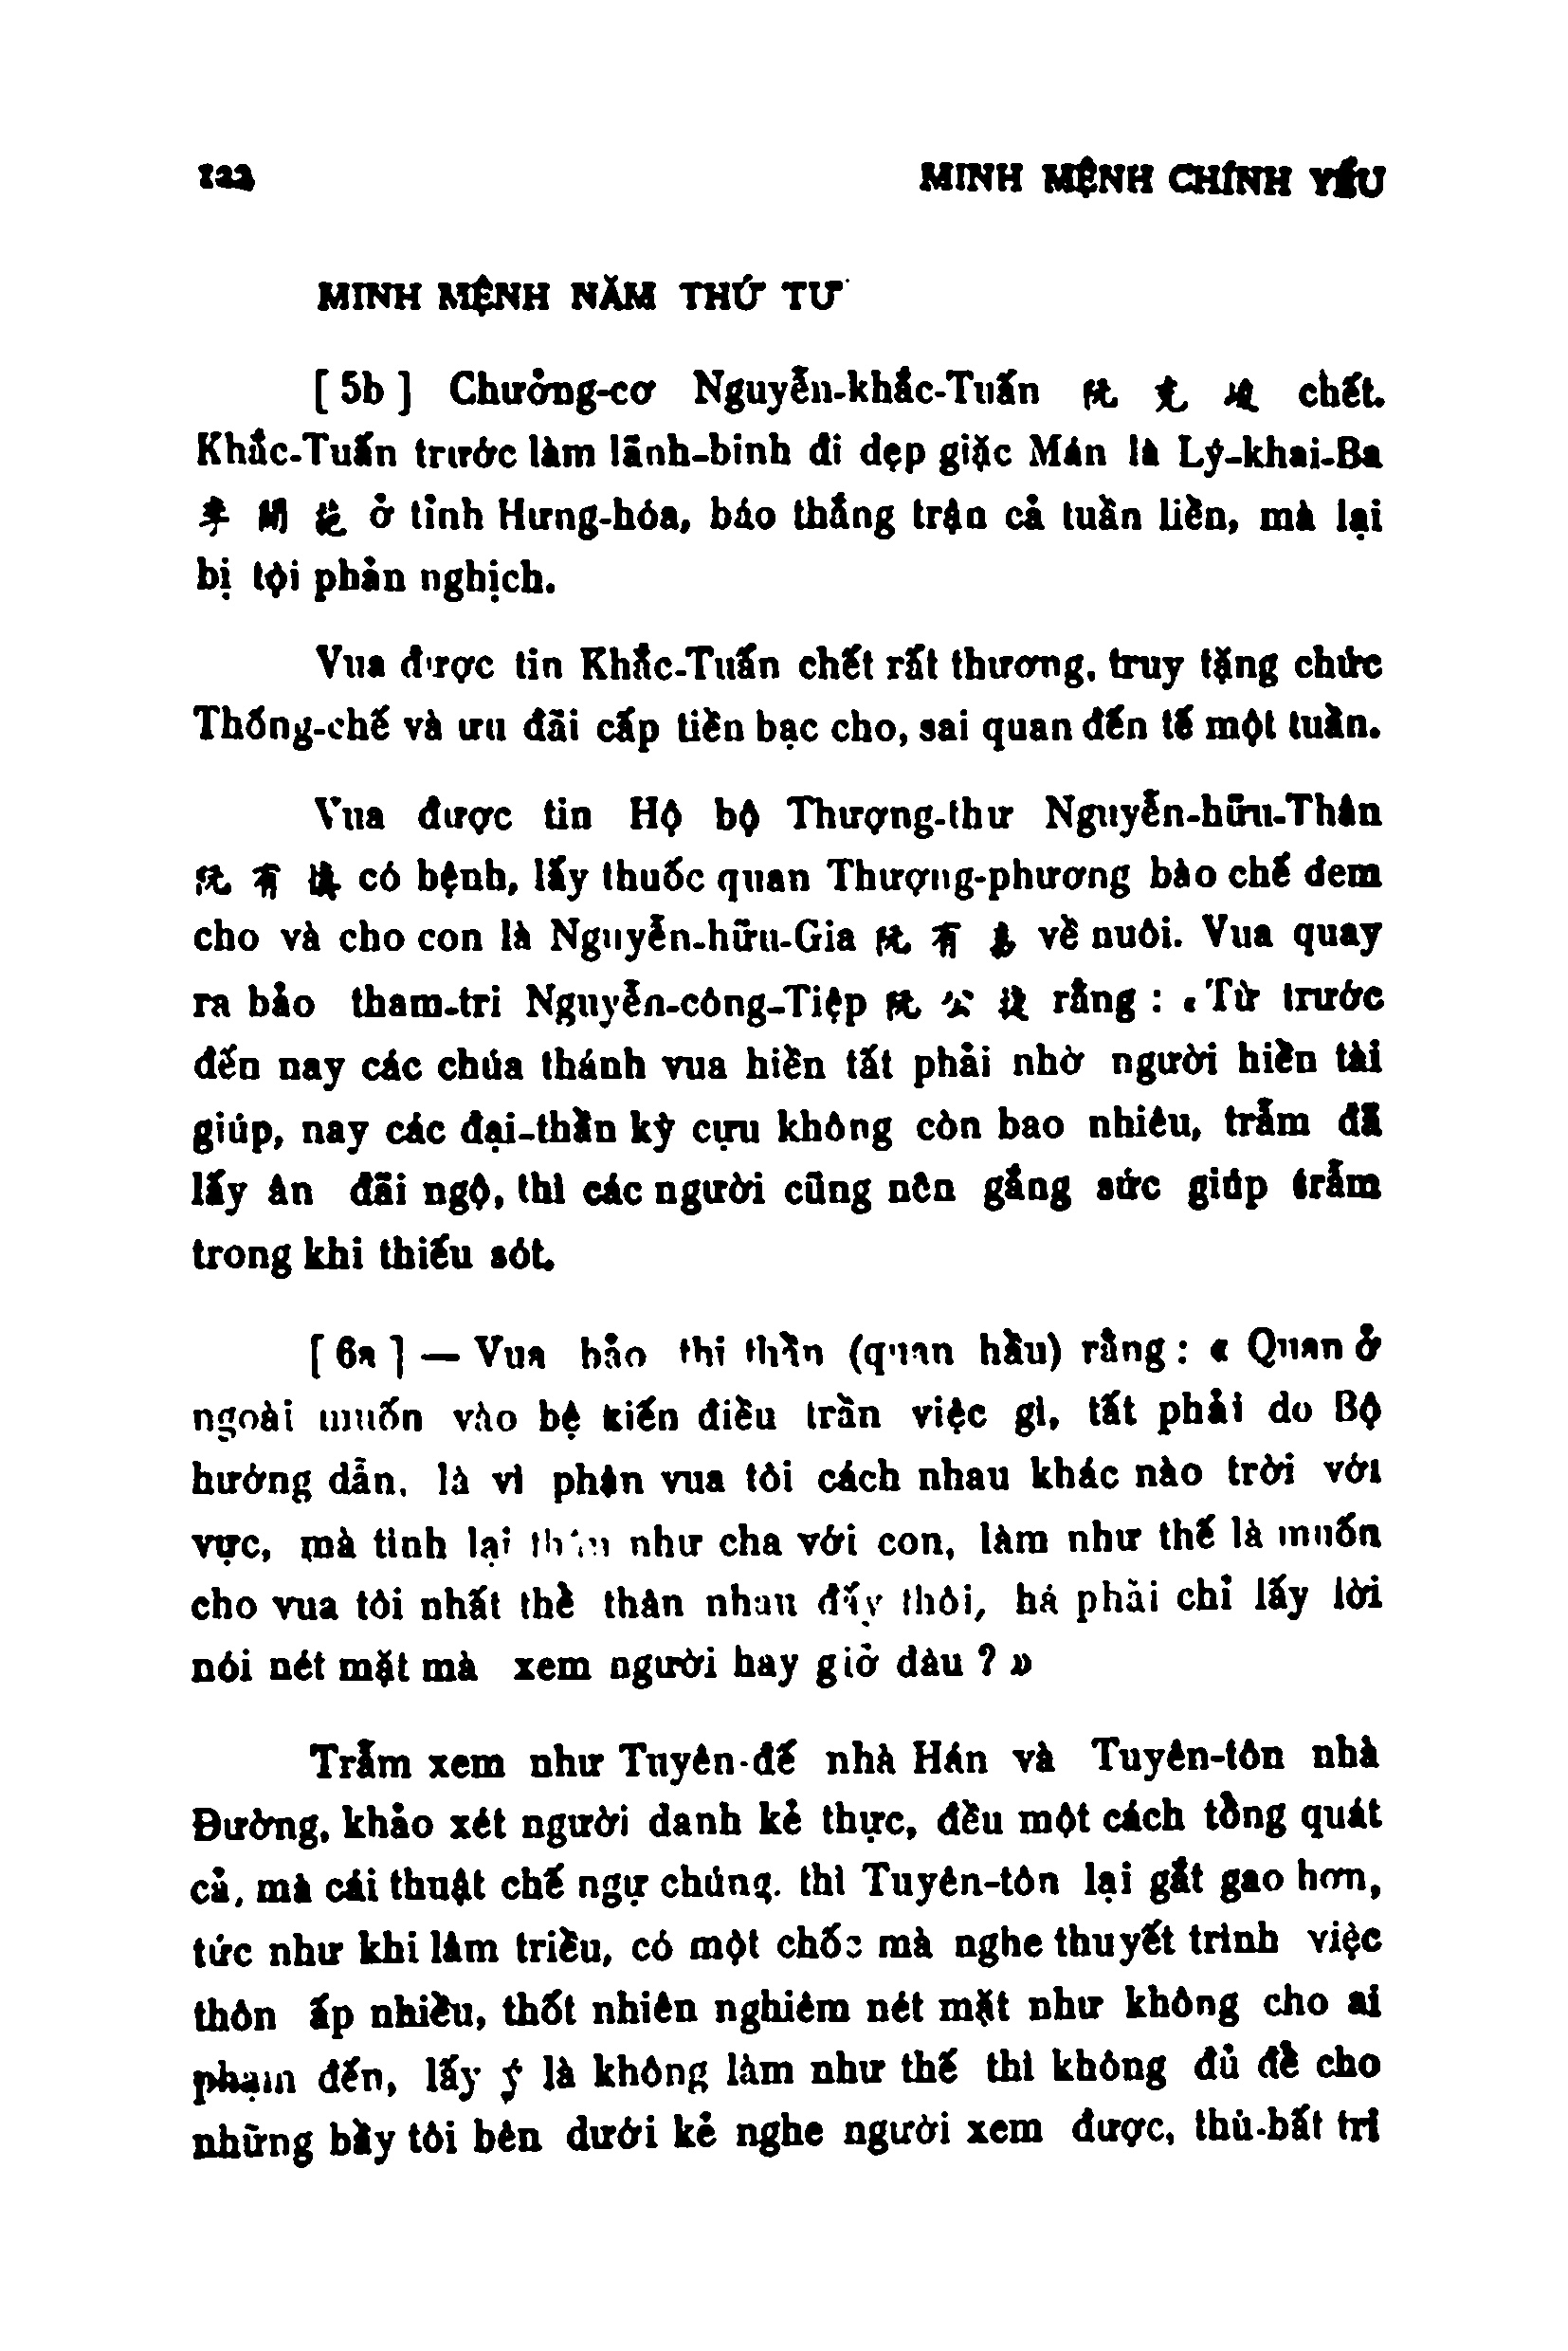 122 MINH MỆNH CHÍNH YẾU
MINH MỆNH NĂM THỨ TƯ
[ 5b ] Chưởng-cơ Nguyễn-khắc-Tuấn 阮 克 chết.
Khắc-Tuấn trước làm lãnh-binh đi dẹp giặc Mán là Lý-khai-Ba
李 開 ở tỉnh Hưng-hóa, báo thắng trận cả tuần liền, mà lại
bị tội phản nghịch.
Vua được tin Khắc-Tuấn chết rất thương, truy tặng chức
Thống-chế và ưu đãi cấp tiền bạc cho, sai quan đến tế một tuần.
Vua được tin Hộ bộ Thượng-thư Nguyễn-hữu-Thận
阮 有 慎 có bệnh, lấy thuốc quan Thượng-phương bào chế đem
cho và cho con là Nguyễn-hữu-Gia 阮 有 嘉 về nuôi. Vua quay
ra bảo tham-tri Nguyễn-công-Tiệp 阮 公 rằng : « Từ trước
đến nay các chúa thánh vua hiền tất phải nhờ người hiền tài
giúp, nay các đại-thần kỳ cựu không còn bao nhiêu, trẫm đã
lấy ân đãi ngộ, thì các người cũng nên gắng sức giúp trẫm
trong khi thiếu sót.
[ 6a ] — Vua bảo thị thần (quan hầu) rằng : « Quan ở
ngoài muốn vào bệ kiến điều trần việc gì, tất phải do Bộ
hướng dẫn, là vì phận vua tôi cách nhau khác nào trời với
vực, mà tình lại thân như cha với con, làm như thế là muốn
cho vua tôi nhất thể thân nhau đấy thôi, há phải chỉ lấy lời
nói nét mặt mà xem người hay giở đâu ? »
Trẫm xem như Tuyên-đế nhà Hán và Tuyên-tôn nhà
Đường, khảo xét người danh kẻ thực, đều một cách tổng quát
cả, mà cái thuật chế ngự chúng, thì Tuyên-tôn lại gắt gao hơn,
tức như khi lâm triều, có một chốc mà nghe thuyết trình việc
thôn ấp nhiều, thốt nhiên nghiêm nét mặt như không cho ai
phạm đến, lấy ý là không làm như thế thì không đủ để cho
những bầy tôi bên dưới kẻ nghe người xem được, thù-bất tri